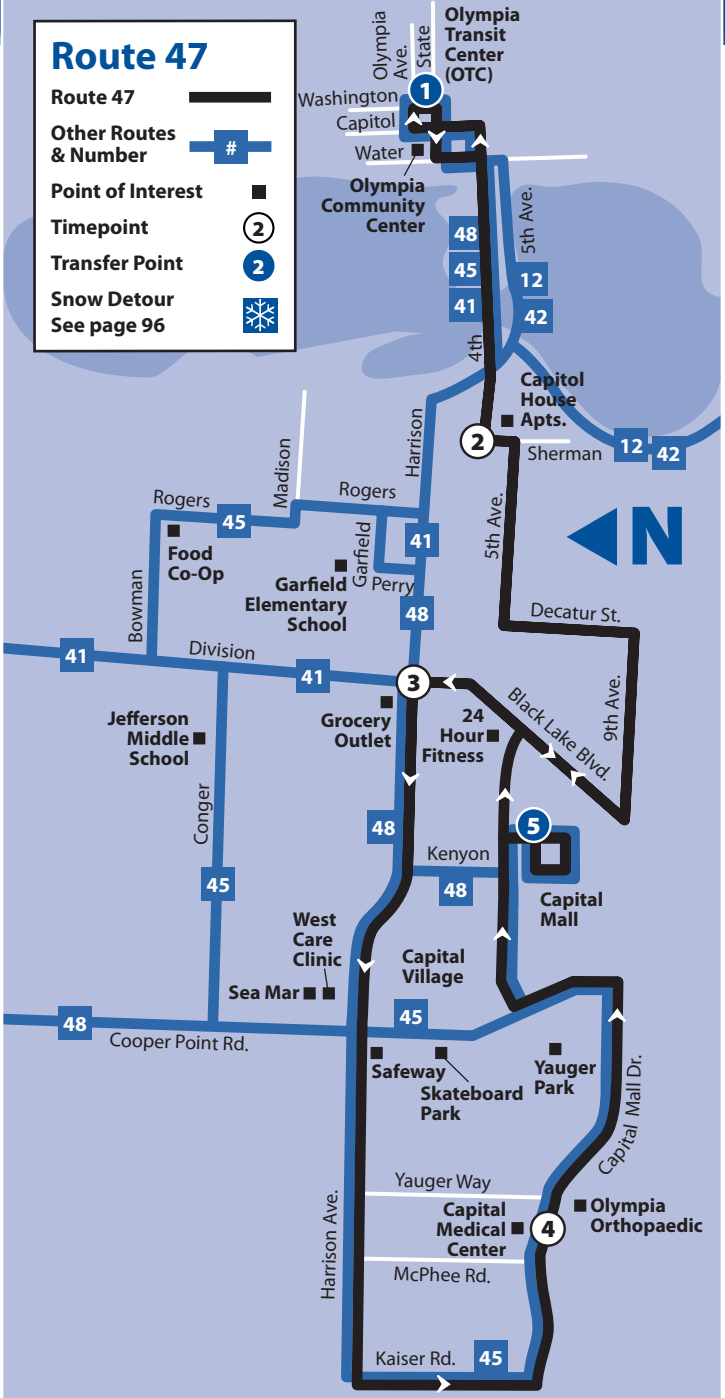 Route 47
Route 47
Other Routes
& Number
#
Point of Interest
Timepoint
2
Transfer Point
2
Snow Detour
See page 96
Olympia
Ave.
State
Olympia
Transit
Center
(OTC)
1
Washington
Capitol
Water
Olympia
Community
Center
48
45
41
5th Ave.
12
42
4th
Capitol
House
Apts.
2
Sherman
12
42
Harrison
Madison
Rogers
Rogers
45
Food
Co-Op
Garfield
41
Perry
Garfield
Elementary
School
5th Ave.
N
48
Bowman
Decatur St.
41
Division
41
3
Grocery
Outlet
24
Hour
Fitness
Black Lake Blvd.
9th Ave.
Jefferson
Middle
School
Conger
48
5
Kenyon
48
45
Capital
Mall
West
Care
Clinic
Capital
Village
Sea Mar
48
45
Cooper Point Rd.
Safeway
Skateboard
Park
Yauger
Park
Capital Mall Dr.
Yauger Way
Capital
Medical
Center
4
Olympia
Orthopaedic
Harrison Ave.
McPhee Rd.
Kaiser Rd.
45